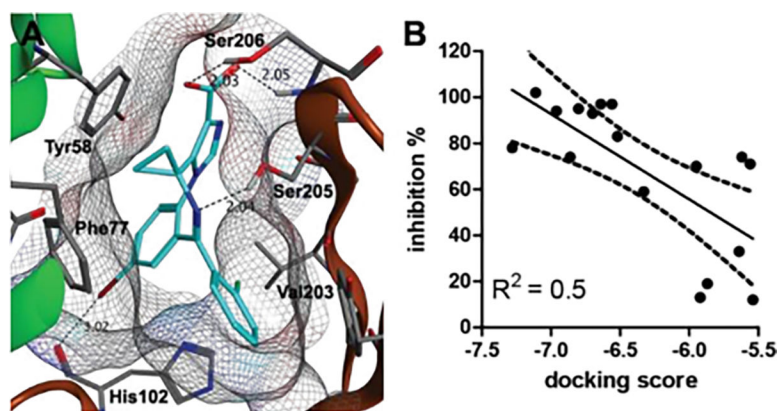 A
Ser206
2.03
2.05
Tyr58
Ser205
2.04
Phe77
Val203
3.02
His102
B
120
100
80
60
40
20
0
inhibition %
R² = 0.5
-7.5 -7.0 -6.5 -6.0 -5.5
docking score